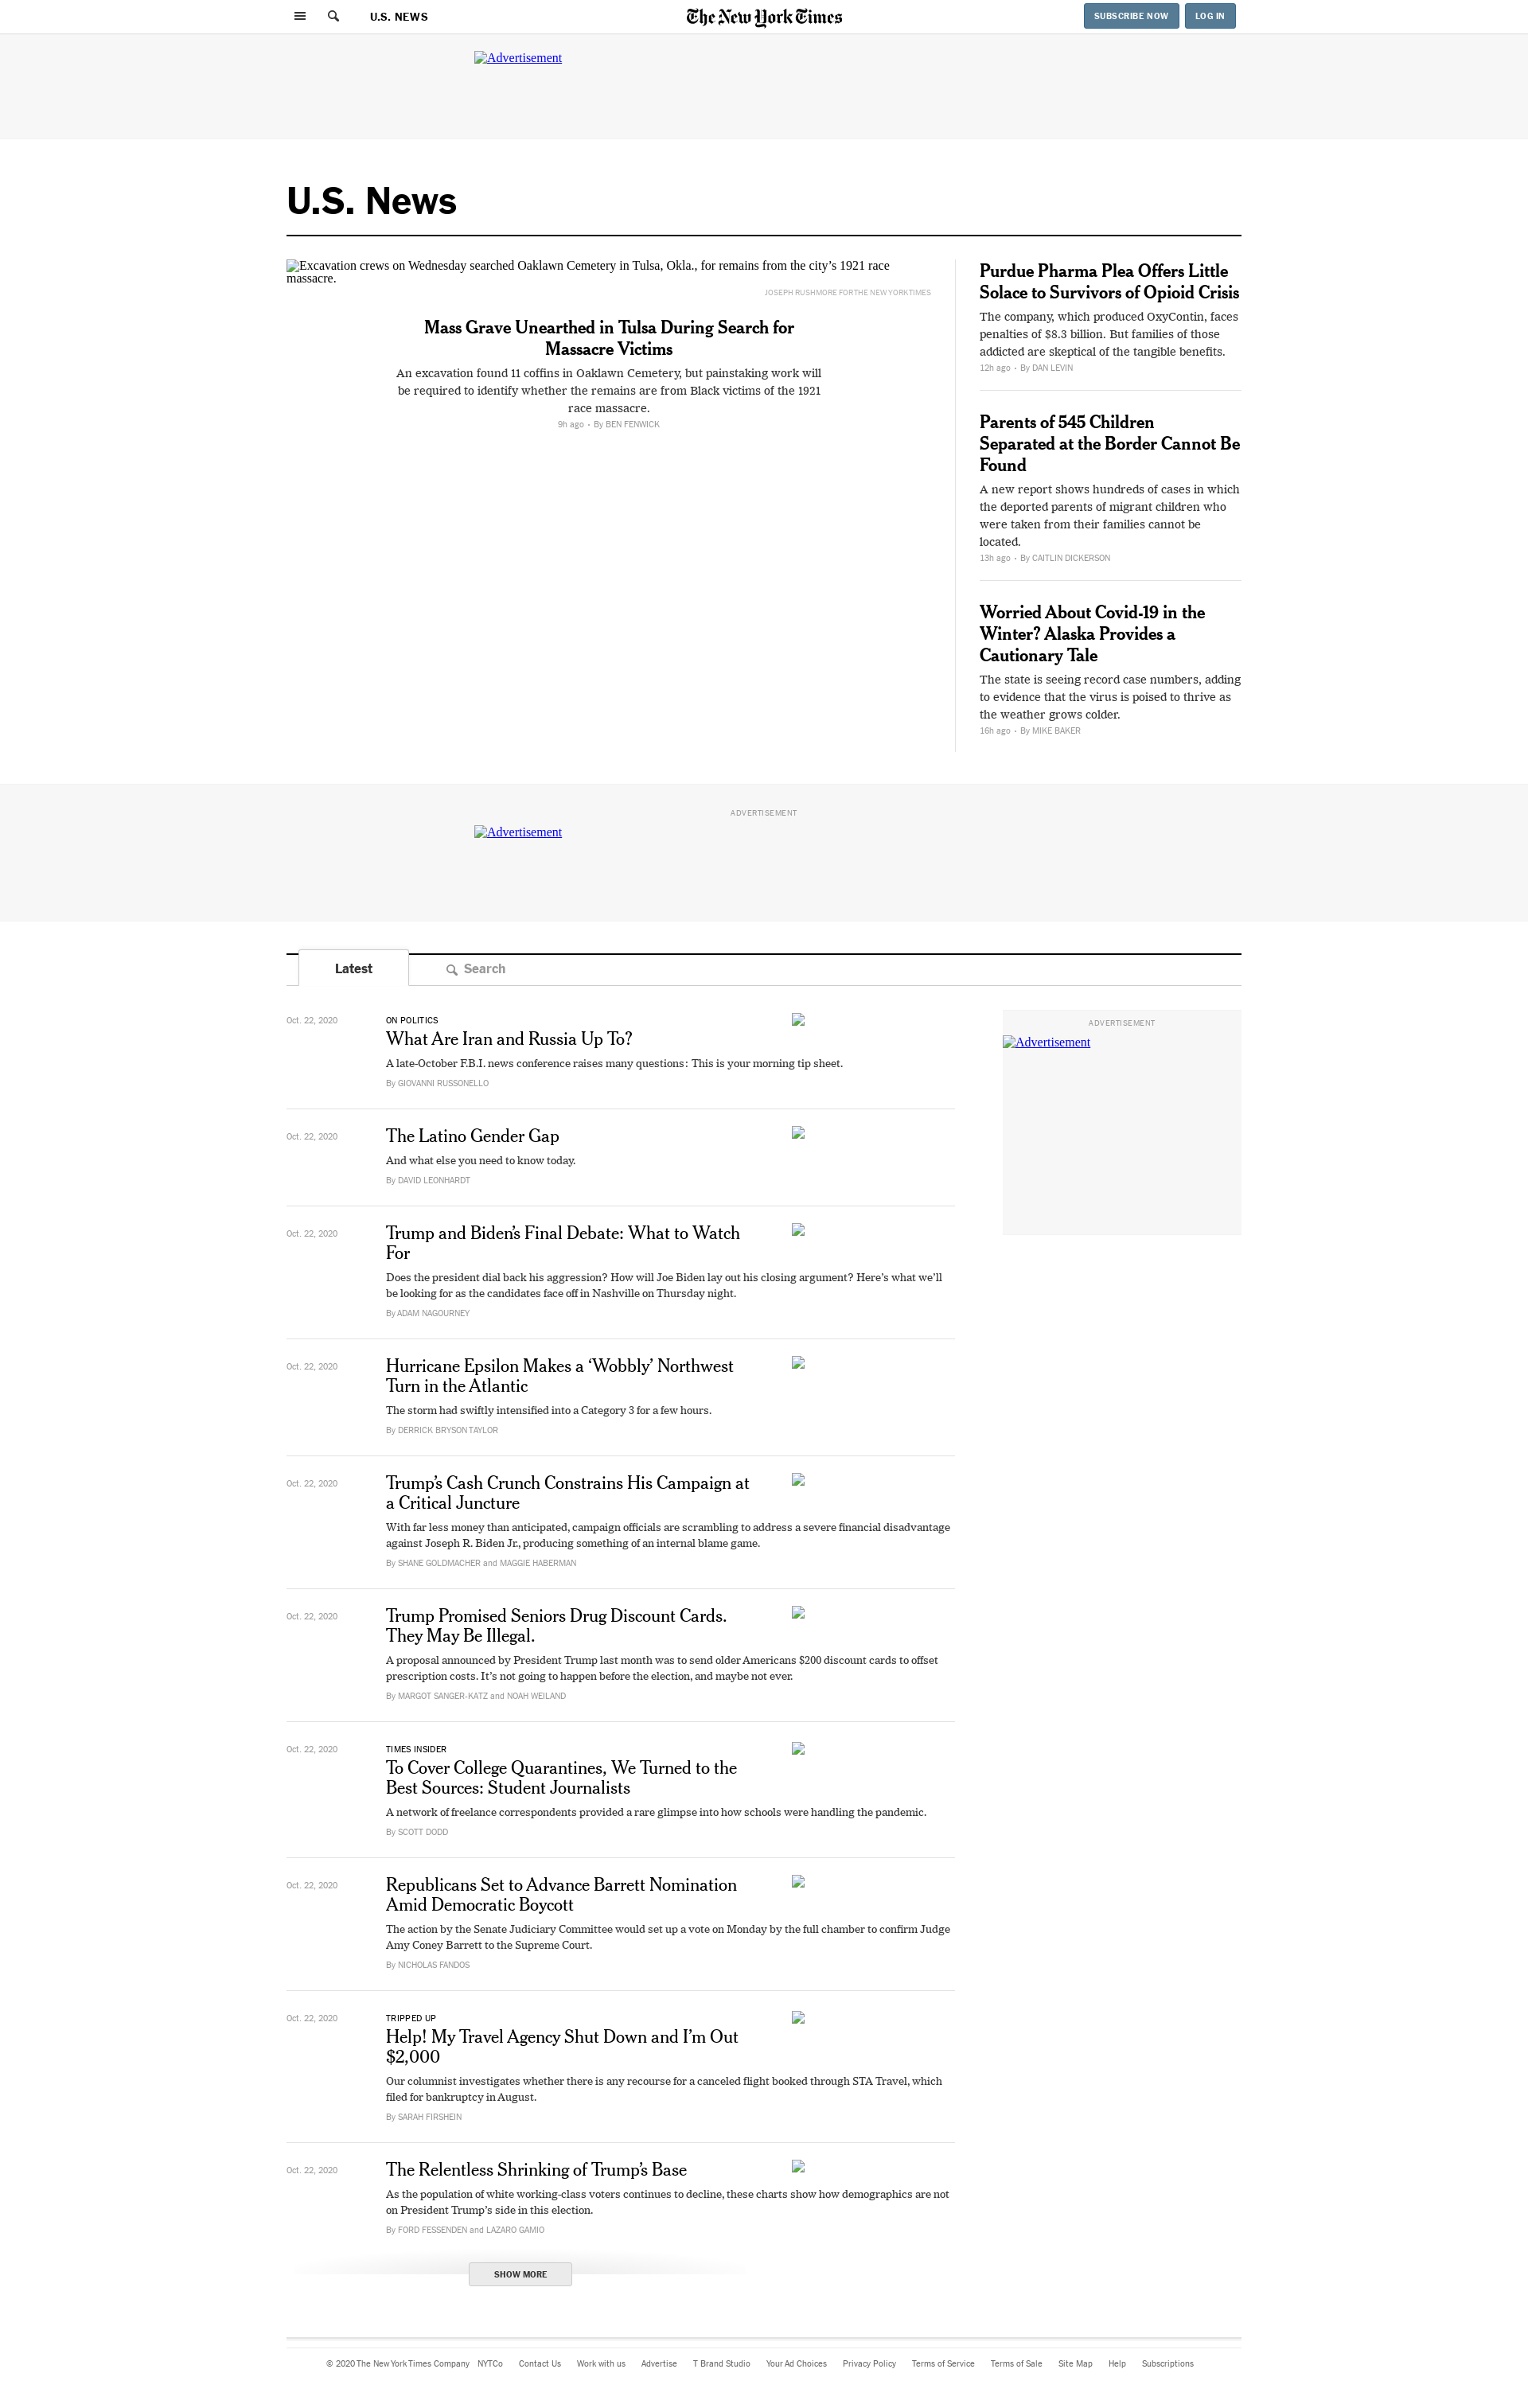 U.S. NEWS
The New York Times
SUBSCRIBE NOW
LOG IN
Advertisement
U.S. News
Excavation crews on Wednesday searched Oaklawn Cemetery in Tulsa, Okla., for remains from the city’s 1921 race
massacre.
JOSEPH RUSHMORE FOR THE NEW YORK TIMES
Mass Grave Unearthed in Tulsa During Search for
Massacre Victims
An excavation found 11 coffins in Oaklawn Cemetery, but painstaking work will
be required to identify whether the remains are from Black victims of the 1921
race massacre.
9h ago • By BEN FENWICK
Purdue Pharma Plea Offers Little
Solace to Survivors of Opioid Crisis
The company, which produced OxyContin, faces
penalties of $8.3 billion. But families of those
addicted are skeptical of the tangible benefits.
12h ago • By DAN LEVIN
Parents of 545 Children
Separated at the Border Cannot Be
Found
A new report shows hundreds of cases in which
the deported parents of migrant children who
were taken from their families cannot be
located.
13h ago • By CAITLIN DICKERSON
Worried About Covid-19 in the
Winter? Alaska Provides a
Cautionary Tale
The state is seeing record case numbers, adding
to evidence that the virus is poised to thrive as
the weather grows colder.
16h ago • By MIKE BAKER
ADVERTISEMENT
Advertisement
Latest
Search
Oct. 22, 2020
ON POLITICS
What Are Iran and Russia Up To?
A late-October F.B.I. news conference raises many questions: This is your morning tip sheet.
By GIOVANNI RUSSONELLO
ADVERTISEMENT
Advertisement
Oct. 22, 2020
The Latino Gender Gap
And what else you need to know today.
By DAVID LEONHARDT
Oct. 22, 2020
Trump and Biden’s Final Debate: What to Watch
For
Does the president dial back his aggression? How will Joe Biden lay out his closing argument? Here’s what we’ll
be looking for as the candidates face off in Nashville on Thursday night.
By ADAM NAGOURNEY
Oct. 22, 2020
Hurricane Epsilon Makes a ‘Wobbly’ Northwest
Turn in the Atlantic
The storm had swiftly intensified into a Category 3 for a few hours.
By DERRICK BRYSON TAYLOR
Oct. 22, 2020
Trump’s Cash Crunch Constrains His Campaign at
a Critical Juncture
With far less money than anticipated, campaign officials are scrambling to address a severe financial disadvantage
against Joseph R. Biden Jr., producing something of an internal blame game.
By SHANE GOLDMACHER and MAGGIE HABERMAN
Oct. 22, 2020
Trump Promised Seniors Drug Discount Cards.
They May Be Illegal.
A proposal announced by President Trump last month was to send older Americans $200 discount cards to offset
prescription costs. It’s not going to happen before the election, and maybe not ever.
By MARGOT SANGER-KATZ and NOAH WEILAND
Oct. 22, 2020
TIMES INSIDER
To Cover College Quarantines, We Turned to the
Best Sources: Student Journalists
A network of freelance correspondents provided a rare glimpse into how schools were handling the pandemic.
By SCOTT DODD
Oct. 22, 2020
Republicans Set to Advance Barrett Nomination
Amid Democratic Boycott
The action by the Senate Judiciary Committee would set up a vote on Monday by the full chamber to confirm Judge
Amy Coney Barrett to the Supreme Court.
By NICHOLAS FANDOS
Oct. 22, 2020
TRIPPED UP
Help! My Travel Agency Shut Down and I’m Out
$2,000
Our columnist investigates whether there is any recourse for a canceled flight booked through STA Travel, which
filed for bankruptcy in August.
By SARAH FIRSHEIN
Oct. 22, 2020
The Relentless Shrinking of Trump’s Base
As the population of white working-class voters continues to decline, these charts show how demographics are not
on President Trump’s side in this election.
By FORD FESSENDEN and LAZARO GAMIO
SHOW MORE
© 2020 The New York Times Company NYTCo Contact Us Work with us Advertise T Brand Studio Your Ad Choices Privacy Policy Terms of Service Terms of Sale Site Map Help Subscriptions